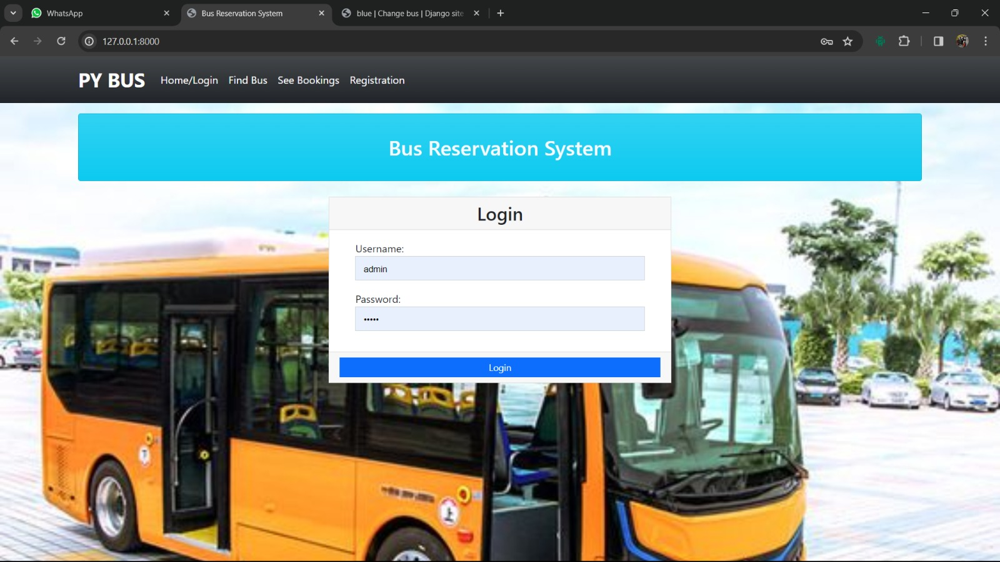 WhatsApp
Bus Reservation System
blue | Change bus | Django site
127.0.0.1:8000
PY BUS
Home/Login
Find Bus
See Bookings
Registration
Bus Reservation System
Login
Username:
admin
Password:
•••••
Login
上